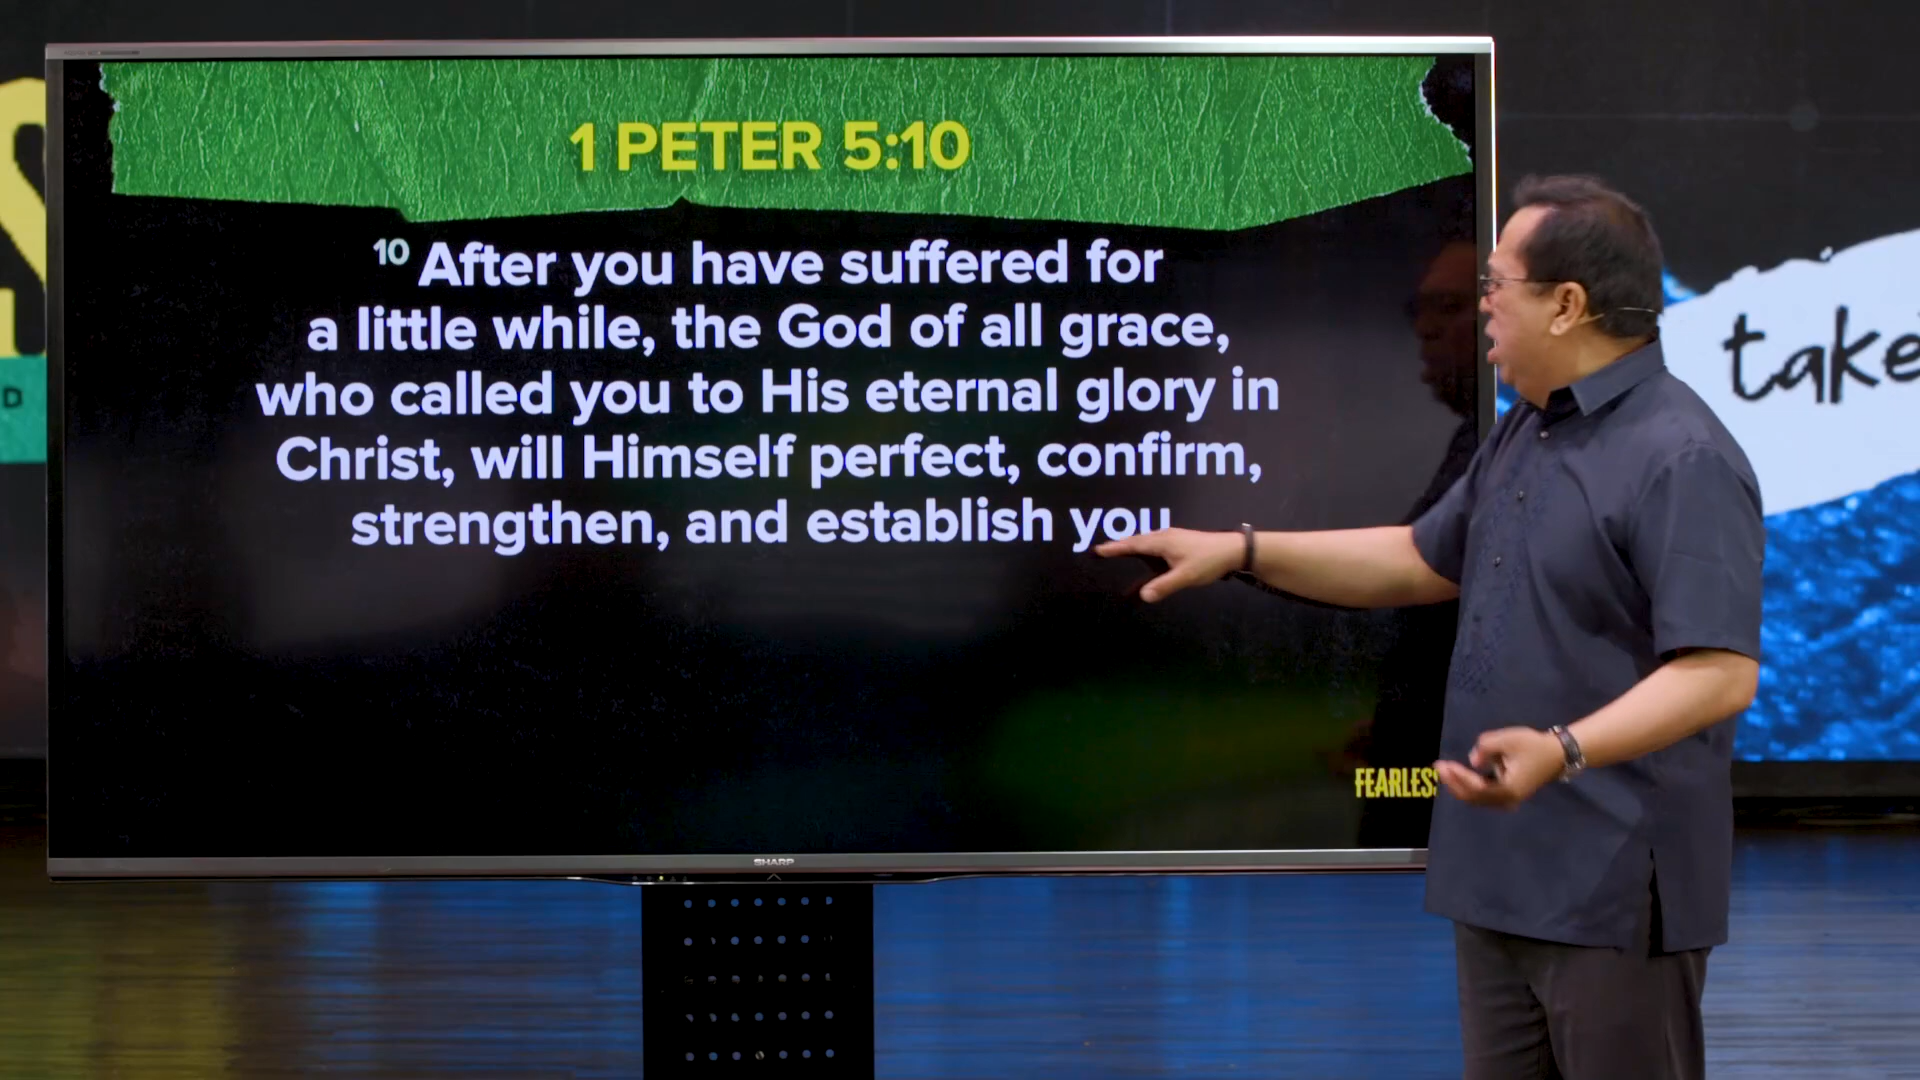 1 PETER 5:10
10 After you have suffered for
a little while, the God of all grace,
who called you to His eternal glory in
Christ, will Himself perfect, confirm,
strengthen, and establish you
FEARLESS
SHARP
take
D